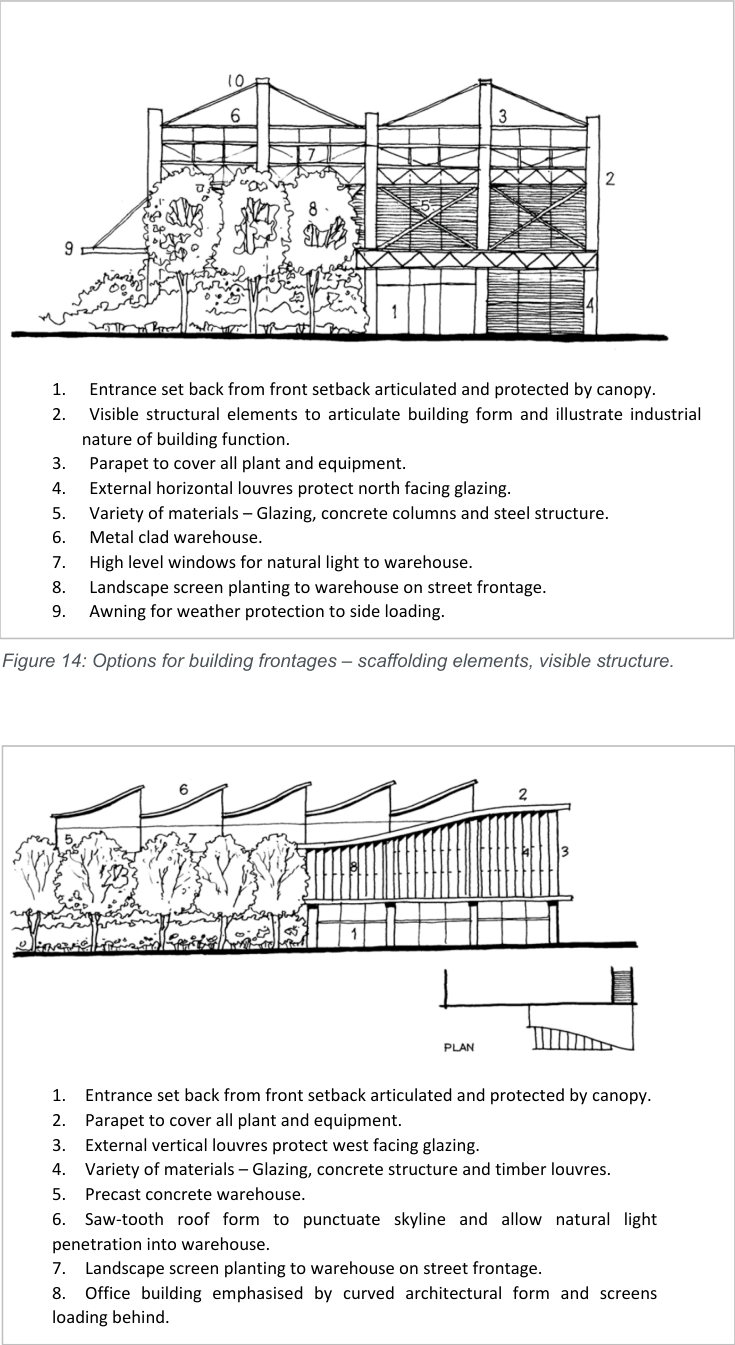 10
6
3
7
2
5
8
9
1
4
1. Entrance set back from front setback articulated and protected by canopy.
2. Visible structural elements to articulate building form and illustrate industrial
nature of building function.
3. Parapet to cover all plant and equipment.
4. External horizontal louvres protect north facing glazing.
5. Variety of materials – Glazing, concrete columns and steel structure.
6. Metal clad warehouse.
7. High level windows for natural light to warehouse.
8. Landscape screen planting to warehouse on street frontage.
9. Awning for weather protection to side loading.
Figure 14: Options for building frontages – scaffolding elements, visible structure.
6
2
5
7
8
4
3
1
PLAN
1. Entrance set back from front setback articulated and protected by canopy.
2. Parapet to cover all plant and equipment.
3. External vertical louvres protect west facing glazing.
4. Variety of materials – Glazing, concrete structure and timber louvres.
5. Precast concrete warehouse.
6. Saw-tooth roof form to punctuate skyline and allow natural light
penetration into warehouse.
7. Landscape screen planting to warehouse on street frontage.
8. Office building emphasised by curved architectural form and screens
loading behind.